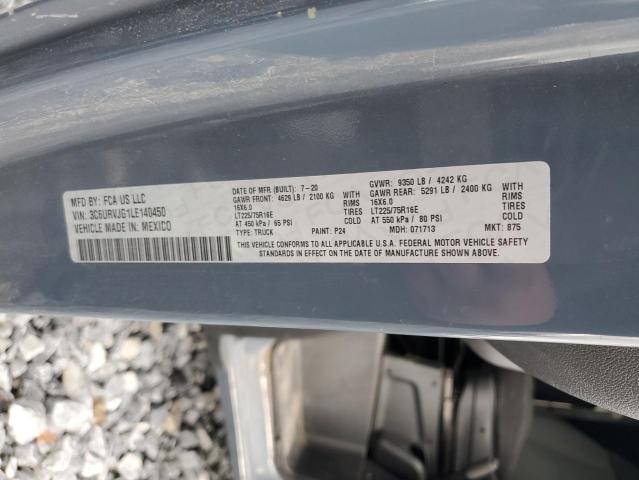 MFD BY: FCA US LLC
VIN: 3C6URVJG1LE140450
VEHICLE MADE IN: MEXICO
DATE OF MFR (BUILT): 7-20
GAWR FRONT: 4629 LB / 2100 KG
16X6.0 RIMS
LT225/75R16E TIRES
AT 450 kPa / 65 PSI COLD
TYPE: TRUCK
GVWR: 9350 LB / 4242 KG
GAWR REAR: 5291 LB / 2400 KG WITH
16X6.0 RIMS
LT225/75R16E TIRES
AT 550 kPa / 80 PSI COLD
PAINT: P24 MDH: 071713 MKT: 875
THIS VEHICLE CONFORMS TO ALL APPLICABLE U.S.A. FEDERAL MOTOR VEHICLE SAFETY
STANDARDS IN EFFECT ON THE DATE OF MANUFACTURE SHOWN ABOVE.